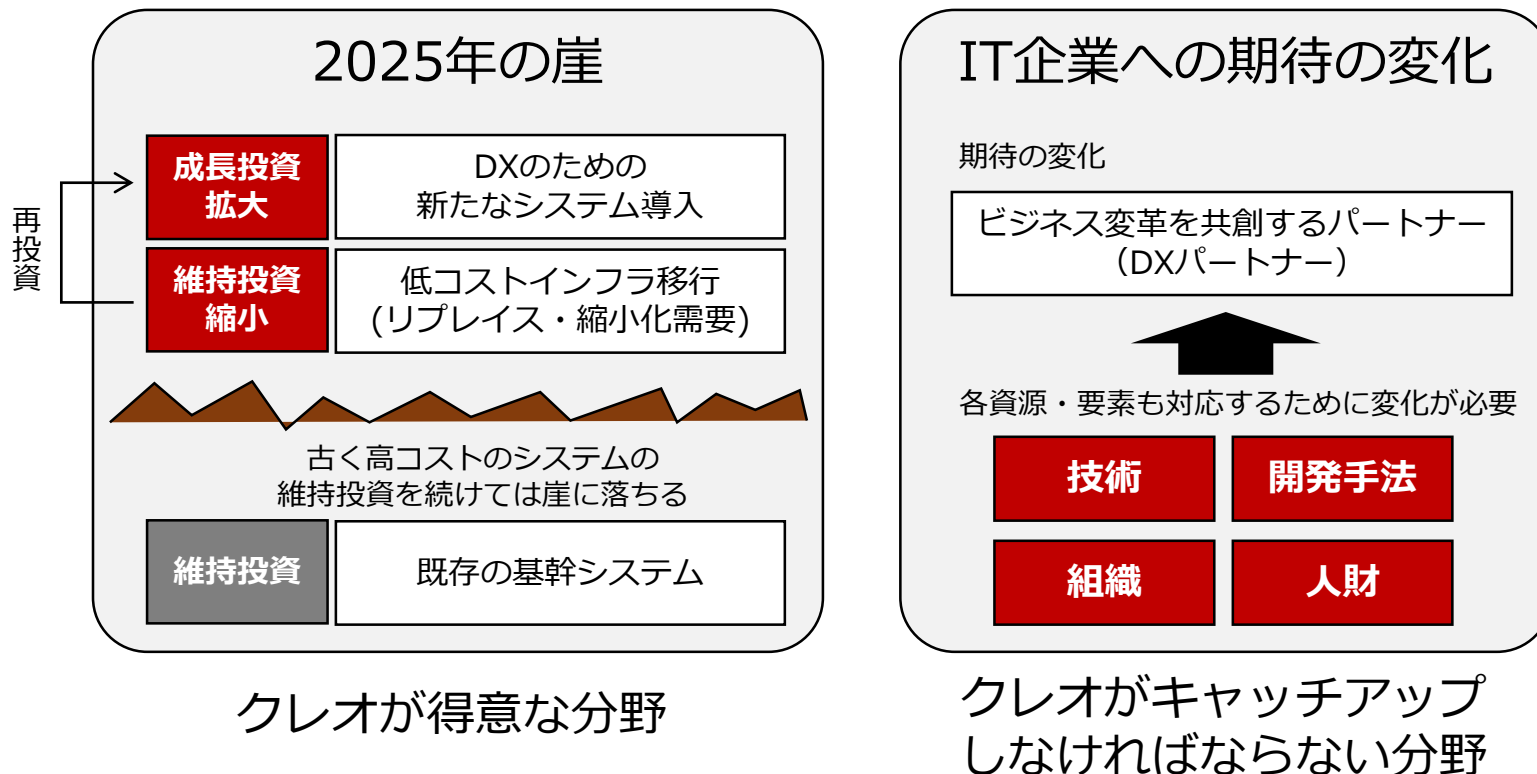 2025年の崖
再投資
成長投資
拡大
DXのための
新たなシステム導入
維持投資
縮小
低コストインフラ移行
(リプレイス・縮小化需要)
古く高コストのシステムの
維持投資を続けては崖に落ちる
維持投資
既存の基幹システム
クレオが得意な分野
IT企業への期待の変化
期待の変化
ビジネス変革を共創するパートナー
（DXパートナー）
各資源・要素も対応するために変化が必要
技術
開発手法
組織
人財
クレオがキャッチアップ
しなければならない分野